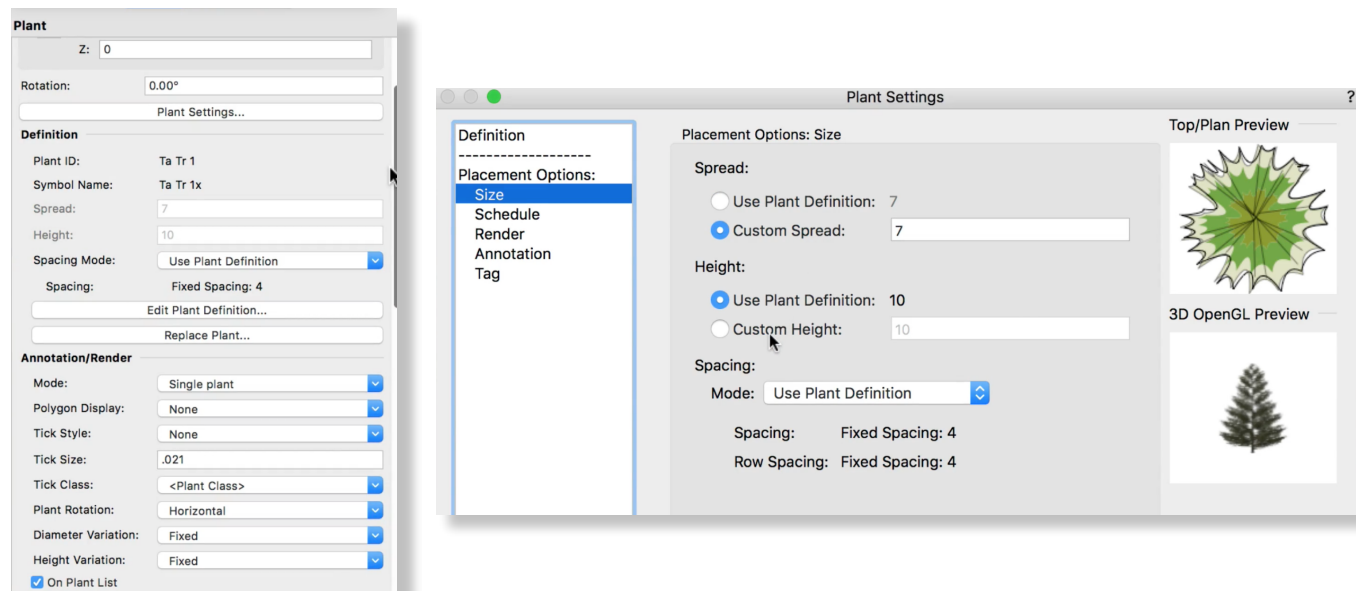 Plant
Z: 0
Rotation: 0.00°
Plant Settings...
Definition
Plant ID: Ta Tr 1
Symbol Name: Ta Tr 1x
Spread: 7
Height: 10
Spacing Mode: Use Plant Definition
Spacing: Fixed Spacing: 4
Edit Plant Definition...
Replace Plant...
Annotation/Render
Mode: Single plant
Polygon Display: None
Tick Style: None
Tick Size: .021
Tick Class: <Plant Class>
Plant Rotation: Horizontal
Diameter Variation: Fixed
Height Variation: Fixed
On Plant List
Plant Settings
?
Definition
--------------------
Placement Options:
Size
Schedule
Render
Annotation
Tag
Placement Options: Size
Spread:
Use Plant Definition: 7
Custom Spread: 7
Height:
Use Plant Definition: 10
Custom Height: 10
Spacing:
Mode: Use Plant Definition
Spacing: Fixed Spacing: 4
Row Spacing: Fixed Spacing: 4
Top/Plan Preview
3D OpenGL Preview